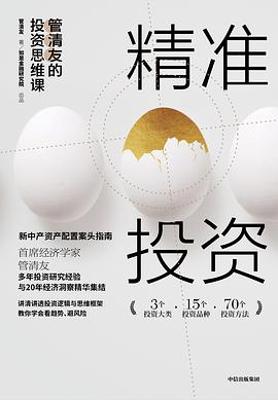 精准
投资
管清友的
投资思维课
管清友 著/如是金融研究院 出品
新中产资产配置案头指南
首席经济学家
管清友
多年投资研究经验
与20年经济洞察精华集结
讲清讲透投资逻辑与思维框架
教你学会看趋势、避风险
《 3个 · 15个 · 70个 》
投资大类 投资品种 投资方法
中信出版集团